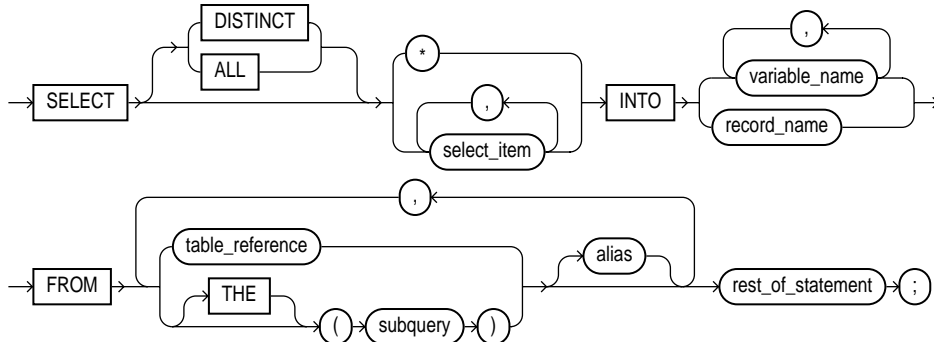 DISTINCT
ALL
SELECT
*
,
select_item
INTO
,
variable_name
record_name
,
FROM
table_reference
THE
( subquery )
alias
rest_of_statement ;